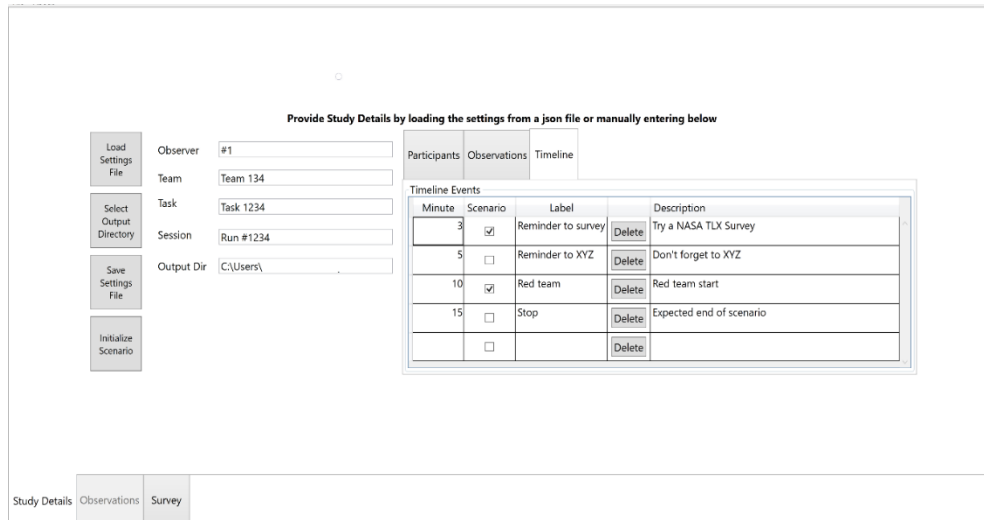 Provide Study Details by loading the settings from a json file or manually entering below
Load
Settings
File
Select
Output
Directory
Save
Settings
File
Initialize
Scenario
Observer #1
Team Team 134
Task Task 1234
Session Run #1234
Output Dir C:\Users\
Participants Observations Timeline
Timeline Events
Minute Scenario Label Description
3 Reminder to survey Delete Try a NASA TLX Survey
5 Reminder to XYZ Delete Don't forget to XYZ
10 Red team Delete Red team start
15 Stop Delete Expected end of scenario
Delete
Study Details Observations Survey